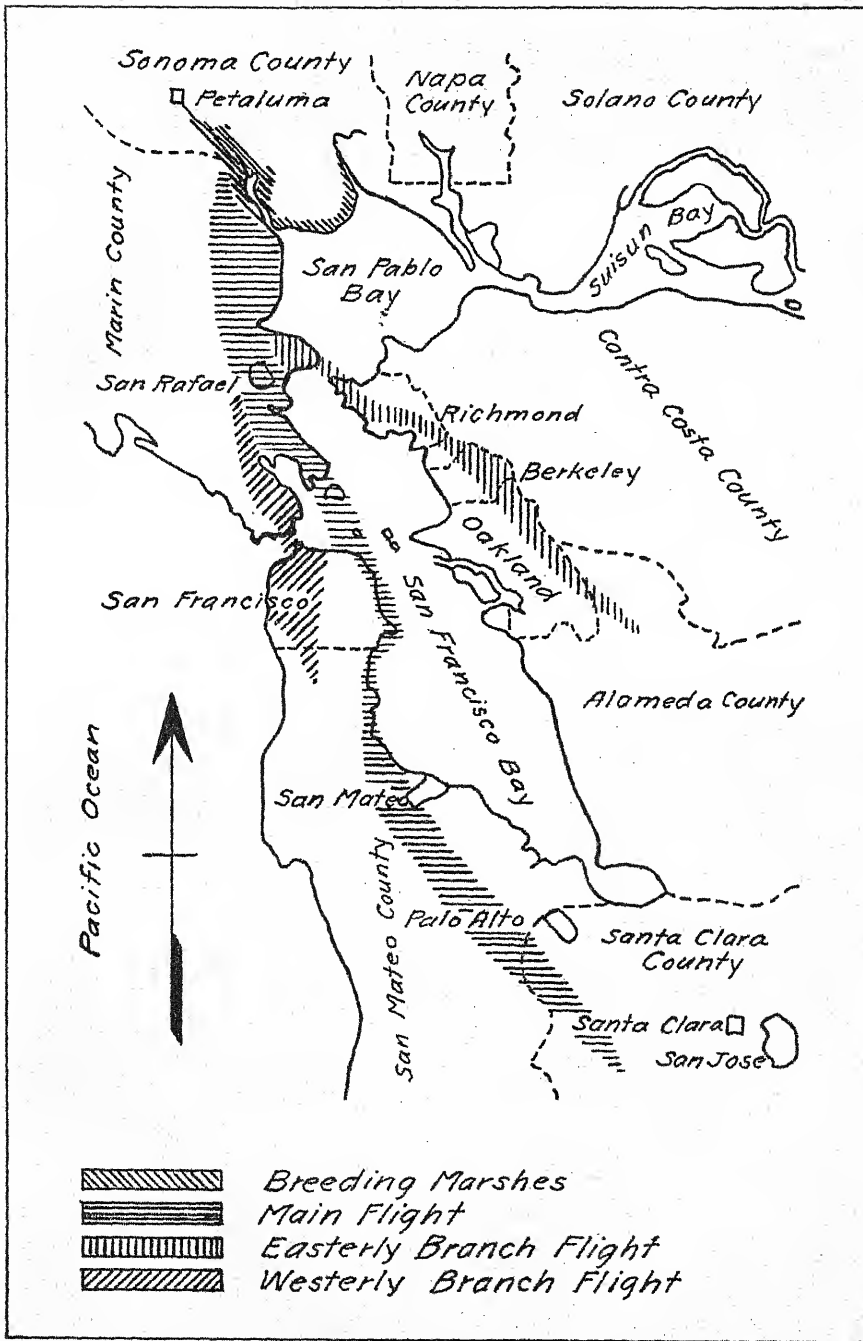 Sonoma County
Petaluma
Napa
County
Solano County
Marin County
San Pablo
Bay
Suisun Bay
Contra Costa County
San Rafael
Richmond
Berkeley
Oakland
San Francisco
San Francisco Bay
Alameda County
Pacific Ocean
San Mateo
San Mateo County
Palo Alto
Santa Clara
County
Santa Clara
San Jose
Breeding Marshes
Main Flight
Easterly Branch Flight
Westerly Branch Flight